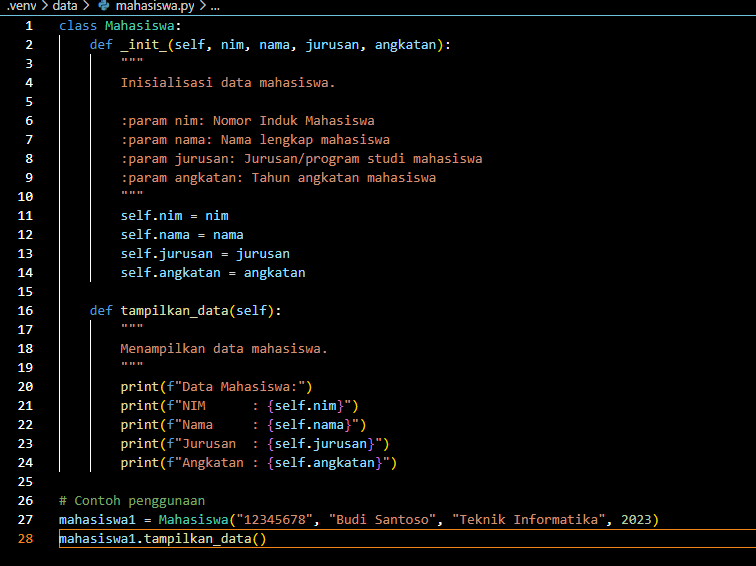 .venv > data > mahasiswa.py > ...
1 class Mahasiswa:
2     def _init_(self, nim, nama, jurusan, angkatan):
3         """
4         Inisialisasi data mahasiswa.
5
6         :param nim: Nomor Induk Mahasiswa
7         :param nama: Nama lengkap mahasiswa
8         :param jurusan: Jurusan/program studi mahasiswa
9         :param angkatan: Tahun angkatan mahasiswa
10         """
11         self.nim = nim
12         self.nama = nama
13         self.jurusan = jurusan
14         self.angkatan = angkatan
15
16     def tampilkan_data(self):
17         """
18         Menampilkan data mahasiswa.
19         """
20         print(f"Data Mahasiswa:")
21         print(f"NIM      : {self.nim}")
22         print(f"Nama     : {self.nama}")
23         print(f"Jurusan  : {self.jurusan}")
24         print(f"Angkatan : {self.angkatan}")
25
26 # Contoh penggunaan
27 mahasiswa1 = Mahasiswa("12345678", "Budi Santoso", "Teknik Informatika", 2023)
28 mahasiswa1.tampilkan_data()